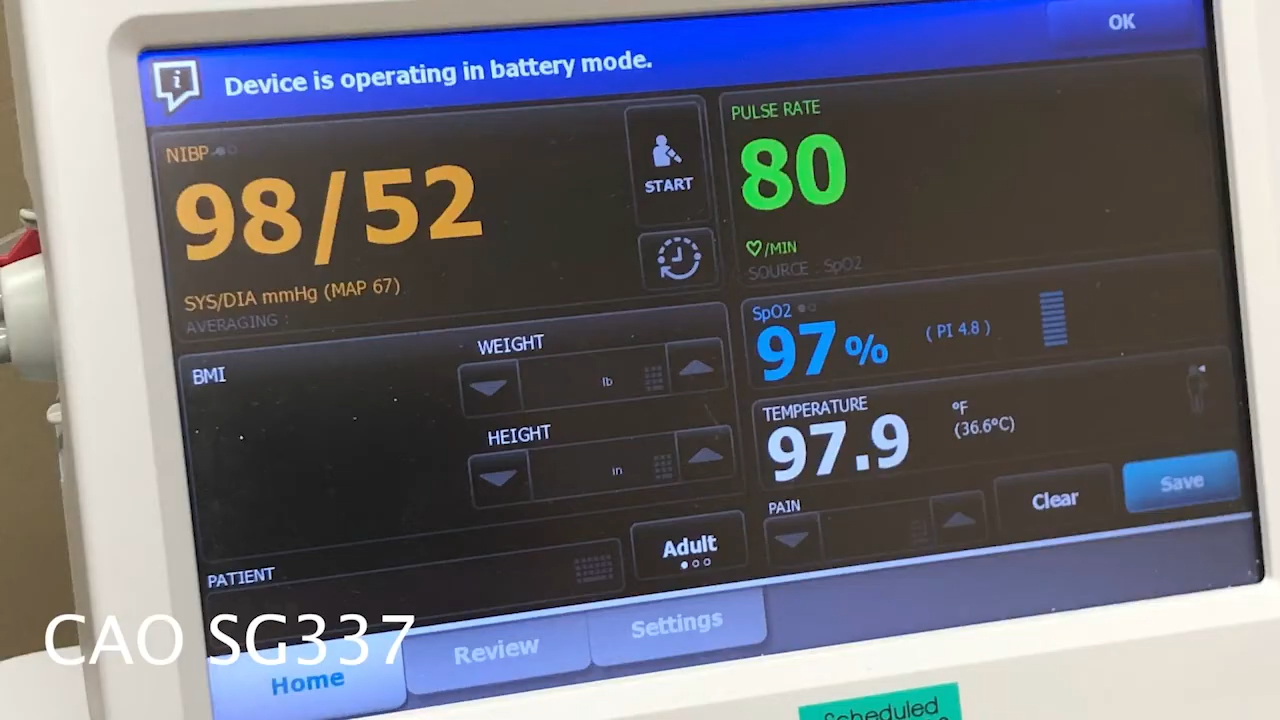 Device is operating in battery mode.
OK
NIBP
98/52
SYS/DIA mmHg (MAP 67)
AVERAGING :
START
PULSE RATE
80
/MIN
SOURCE : SpO2
SpO2
97 %
( PI 4.8 )
TEMPERATURE
97.9
°F
(36.6°C)
BMI
WEIGHT
lb
HEIGHT
in
PATIENT
Adult
PAIN
Clear
Save
Home
Review
Settings
CAO SG337
Scheduled